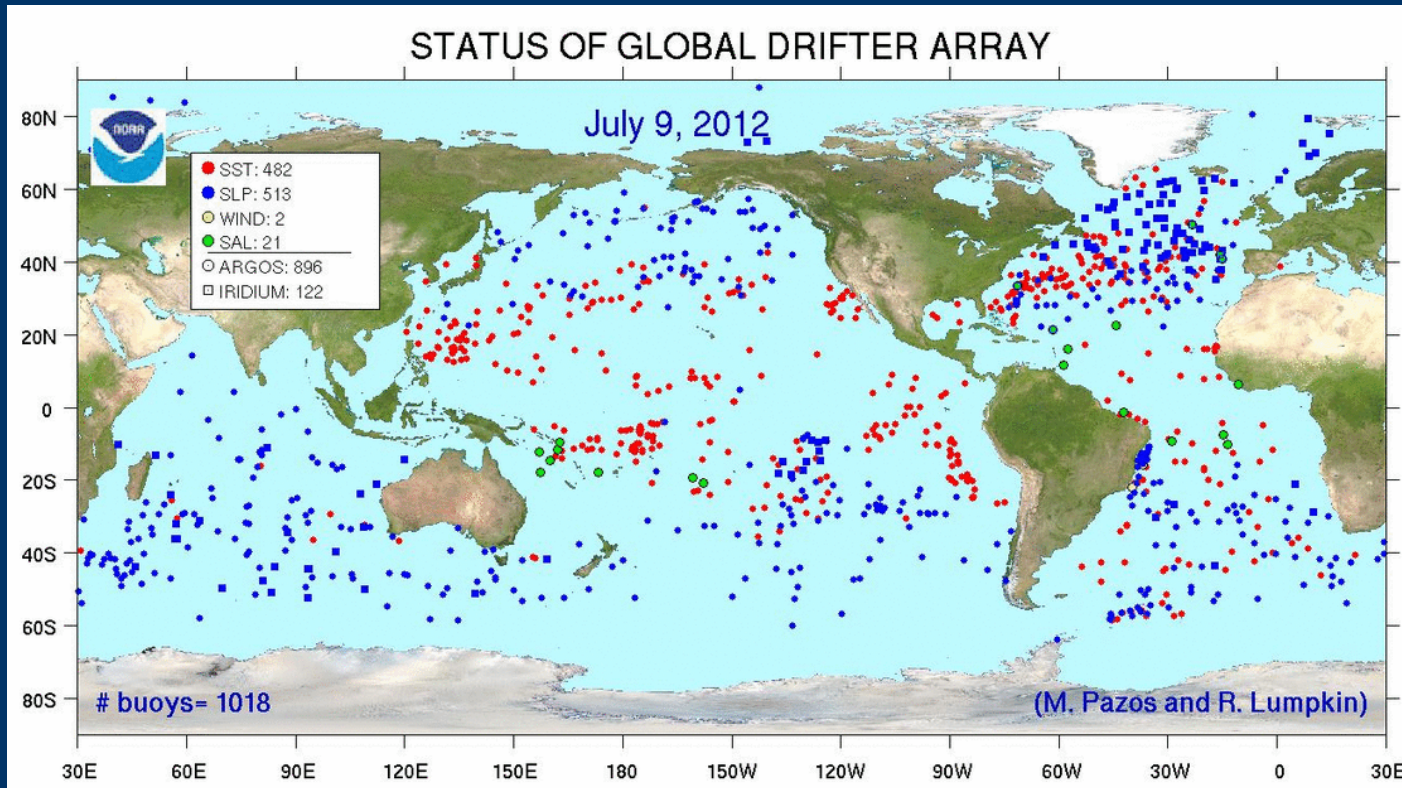 STATUS OF GLOBAL DRIFTER ARRAY
July 9, 2012
NOAA
SST: 482
SLP: 513
WIND: 2
SAL: 21
ARGOS: 896
IRIDIUM: 122
80N
60N
40N
20N
0
20S
40S
60S
80S
# buoys= 1018
(M. Pazos and R. Lumpkin)
30E 60E 90E 120E 150E 180 150W 120W 90W 60W 30W 0 30E